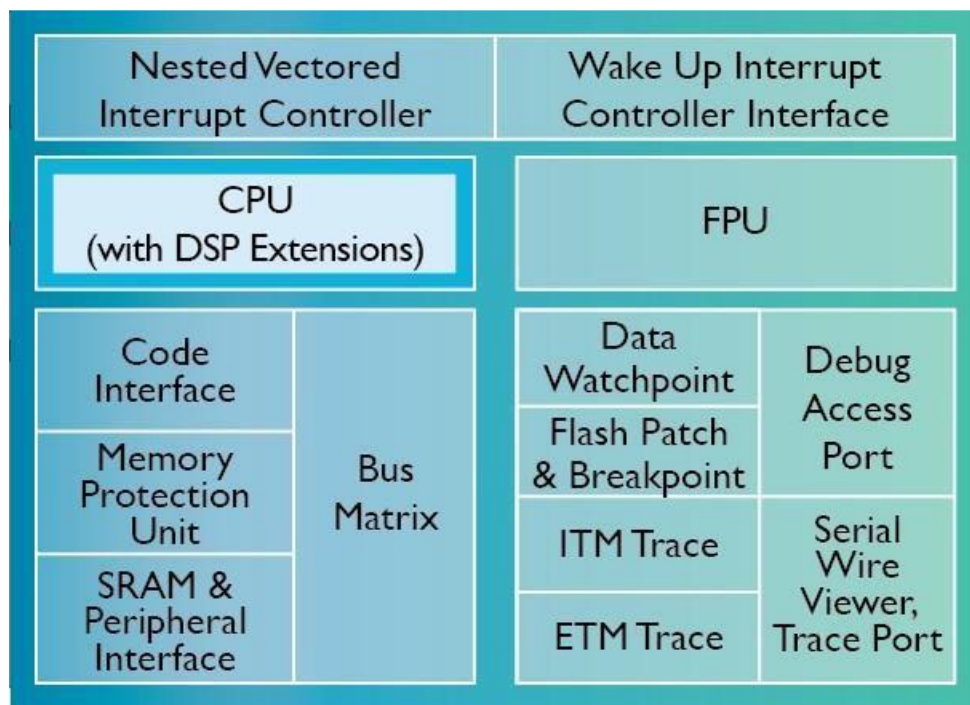 Nested Vectored
Interrupt Controller
Wake Up Interrupt
Controller Interface
CPU
(with DSP Extensions)
FPU
Code
Interface
Memory
Protection
Unit
SRAM &
Peripheral
Interface
Bus
Matrix
Data
Watchpoint
Flash Patch
& Breakpoint
ITM Trace
ETM Trace
Debug
Access
Port
Serial
Wire
Viewer,
Trace Port